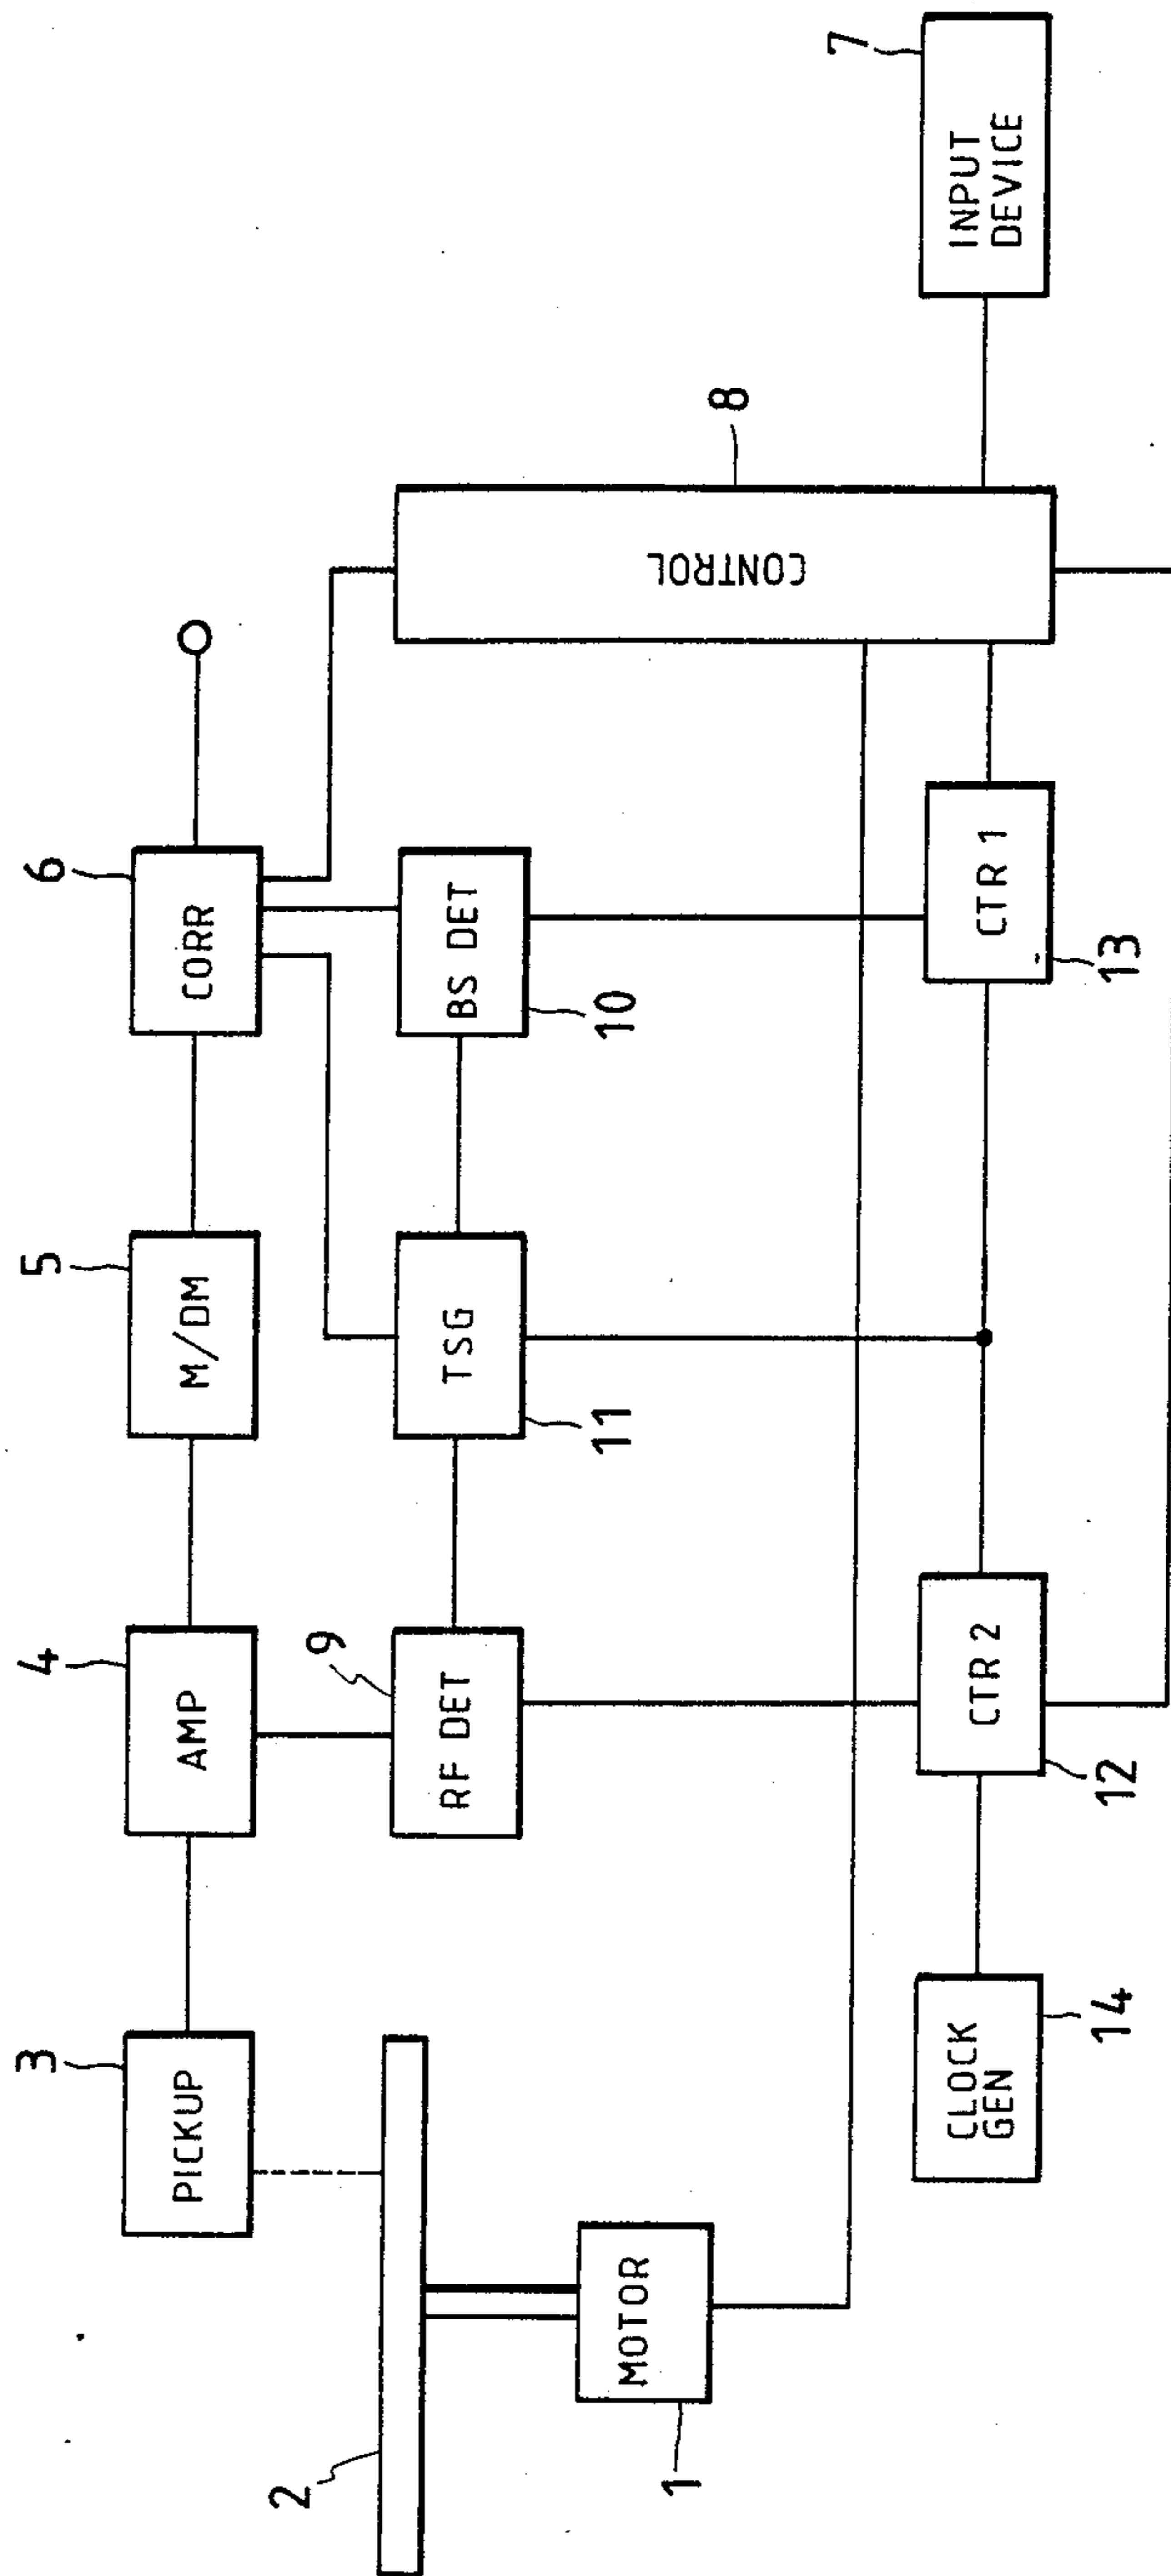 3
PICKUP
4
AMP
5
M/DM
6
CORR
2
9
RF DET
TSG
11
BS DET
10
8
CONTROL
7
INPUT
DEVICE
MOTOR
1
CLOCK
GEN
14
CTR 2
12
CTR 1
13